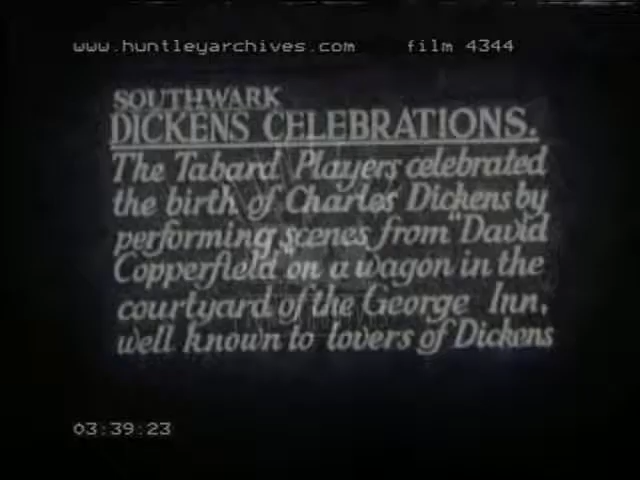 www.huntleyarchives.com film 4344
SOUTHWARK
DICKENS CELEBRATIONS.
The Tabard Players celebrated
the birth of Charles Dickens by
performing scenes from "David
Copperfield" on a wagon in the
courtyard of the George Inn,
well known to lovers of Dickens
03:39:23